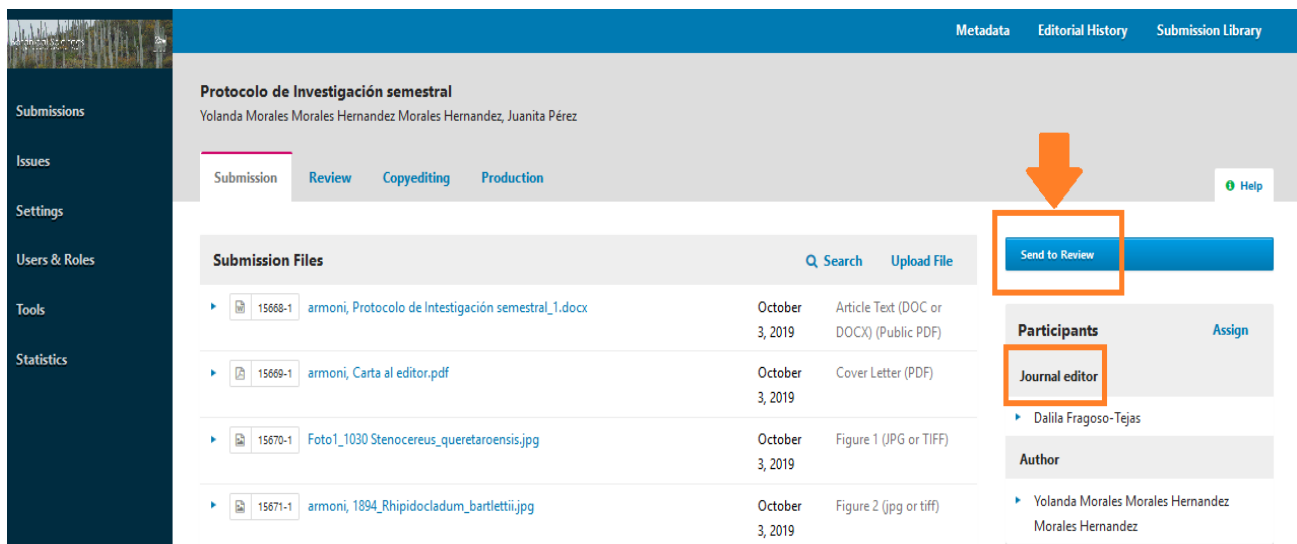 Botanical Sciences
Metadata Editorial History Submission Library
Protocolo de Investigación semestral
Yolanda Morales Morales Hernandez Morales Hernandez, Juanita Pérez
Submissions
Issues
Settings
Users & Roles
Tools
Statistics
Submission Review Copyediting Production
Help
Submission Files
Search Upload File
15668-1 armoni, Protocolo de Intestigación semestral_1.docx October Article Text (DOC or
3, 2019 DOCX) (Public PDF)
15669-1 armoni, Carta al editor.pdf October Cover Letter (PDF)
3, 2019
15670-1 Foto1_1030 Stenocereus_queretaroensis.jpg October Figure 1 (JPG or TIFF)
3, 2019
15671-1 armoni, 1894_Rhipidocladum_bartlettii.jpg October Figure 2 (jpg or tiff)
3, 2019
Send to Review
Participants Assign
Journal editor
Dalila Fragoso-Tejas
Author
Yolanda Morales Morales Hernandez
Morales Hernandez